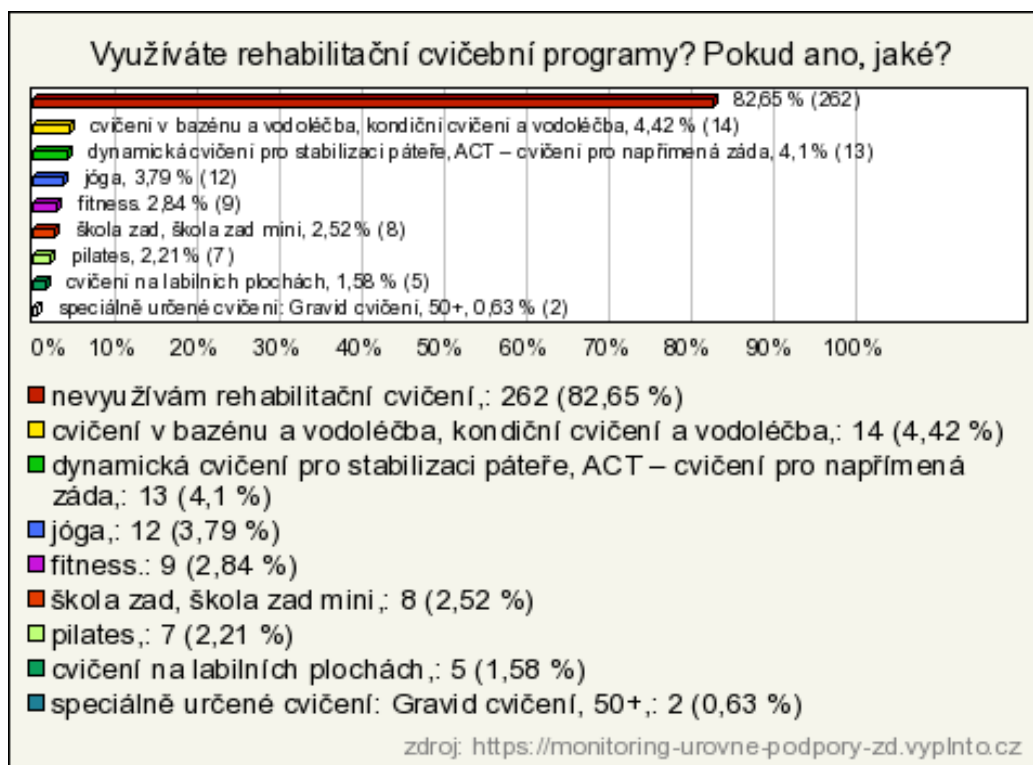 Využíváte rehabilitační cvičební programy? Pokud ano, jaké?
82,65 % (262)
cvičení v bazénu a vodoléčba, kondiční cvičení a vodoléčba, 4,42 % (14)
dynamická cvičení pro stabilizaci páteře, ACT – cvičení pro napřímená záda, 4,1% (13)
jóga, 3,79 % (12)
fitness. 2,84 % (9)
škola zad, škola zad mini, 2,52% (8)
pilates, 2,21% (7)
cvičení na labilních plochách, 1,58 % (5)
speciálně určené cvičení: Gravid cvičení, 50+, 0,63 % (2)
0% 10% 20% 30% 40% 50% 60% 70% 80% 90% 100%
nevyužívám rehabilitační cvičení,: 262 (82,65 %)
cvičení v bazénu a vodoléčba, kondiční cvičení a vodoléčba,: 14 (4,42 %)
dynamická cvičení pro stabilizaci páteře, ACT – cvičení pro napřímená
záda,: 13 (4,1 %)
jóga,: 12 (3,79 %)
fitness.: 9 (2,84 %)
škola zad, škola zad mini,: 8 (2,52 %)
pilates,: 7 (2,21 %)
cvičení na labilních plochách,: 5 (1,58 %)
speciálně určené cvičení: Gravid cvičení, 50+,: 2 (0,63 %)
zdroj: https://monitoring-urovne-podpory-zd.vyplnto.cz